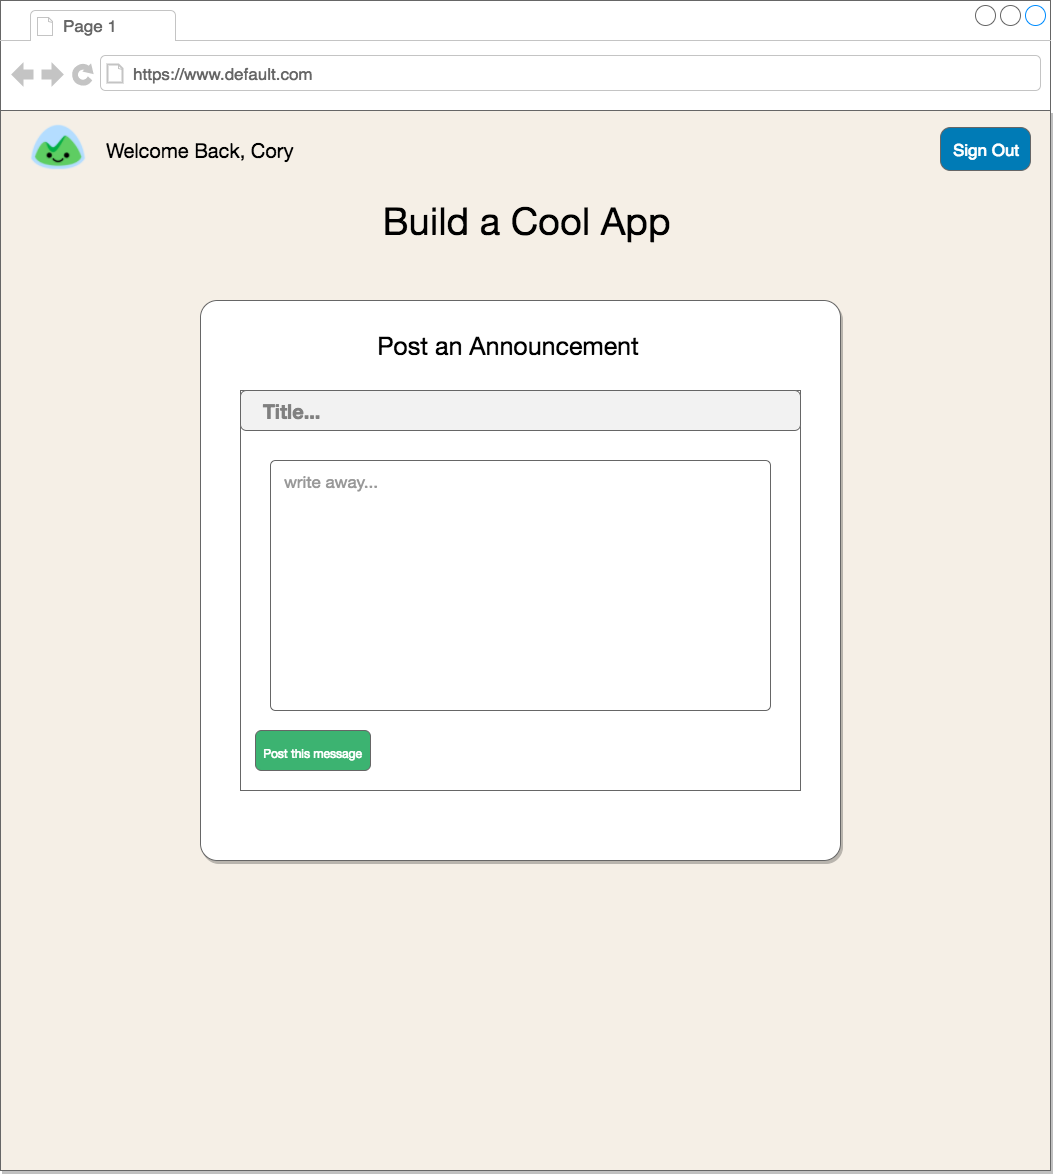 Page 1
https://www.default.com
Welcome Back, Cory
Sign Out
Build a Cool App
Post an Announcement
Title...
write away...
Post this message